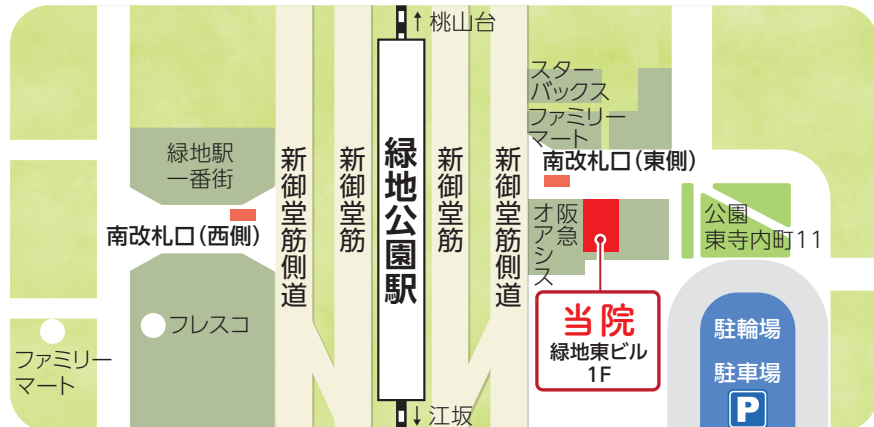 ↑桃山台
スター
バックス
ファミリー
マート
緑地駅
一番街
新御堂筋側道
新御堂筋
緑地公園駅
新御堂筋
新御堂筋側道
南改札口(東側)
南改札口(西側)
阪急
オアシス
公園
東寺内町11
当院
緑地東ビル
1F
フレスコ
ファミリー
マート
駐輪場
駐車場
P
↓江坂